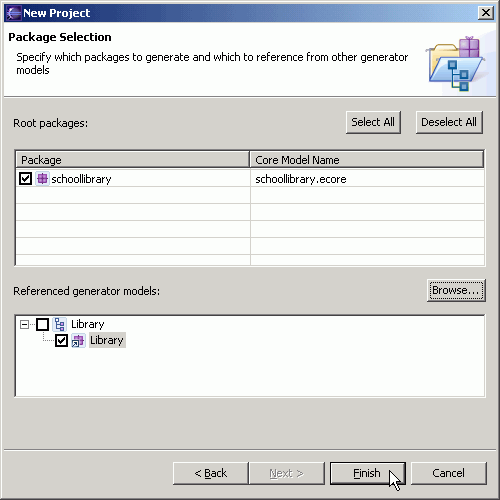 New Project
Package Selection
Specify which packages to generate and which to reference from other generator
models
Root packages:
Select All
Deselect All
Package
Core Model Name
schoollibrary
schoollibrary.ecore
Referenced generator models:
Browse...
Library
Library
< Back
Next >
Finish
Cancel